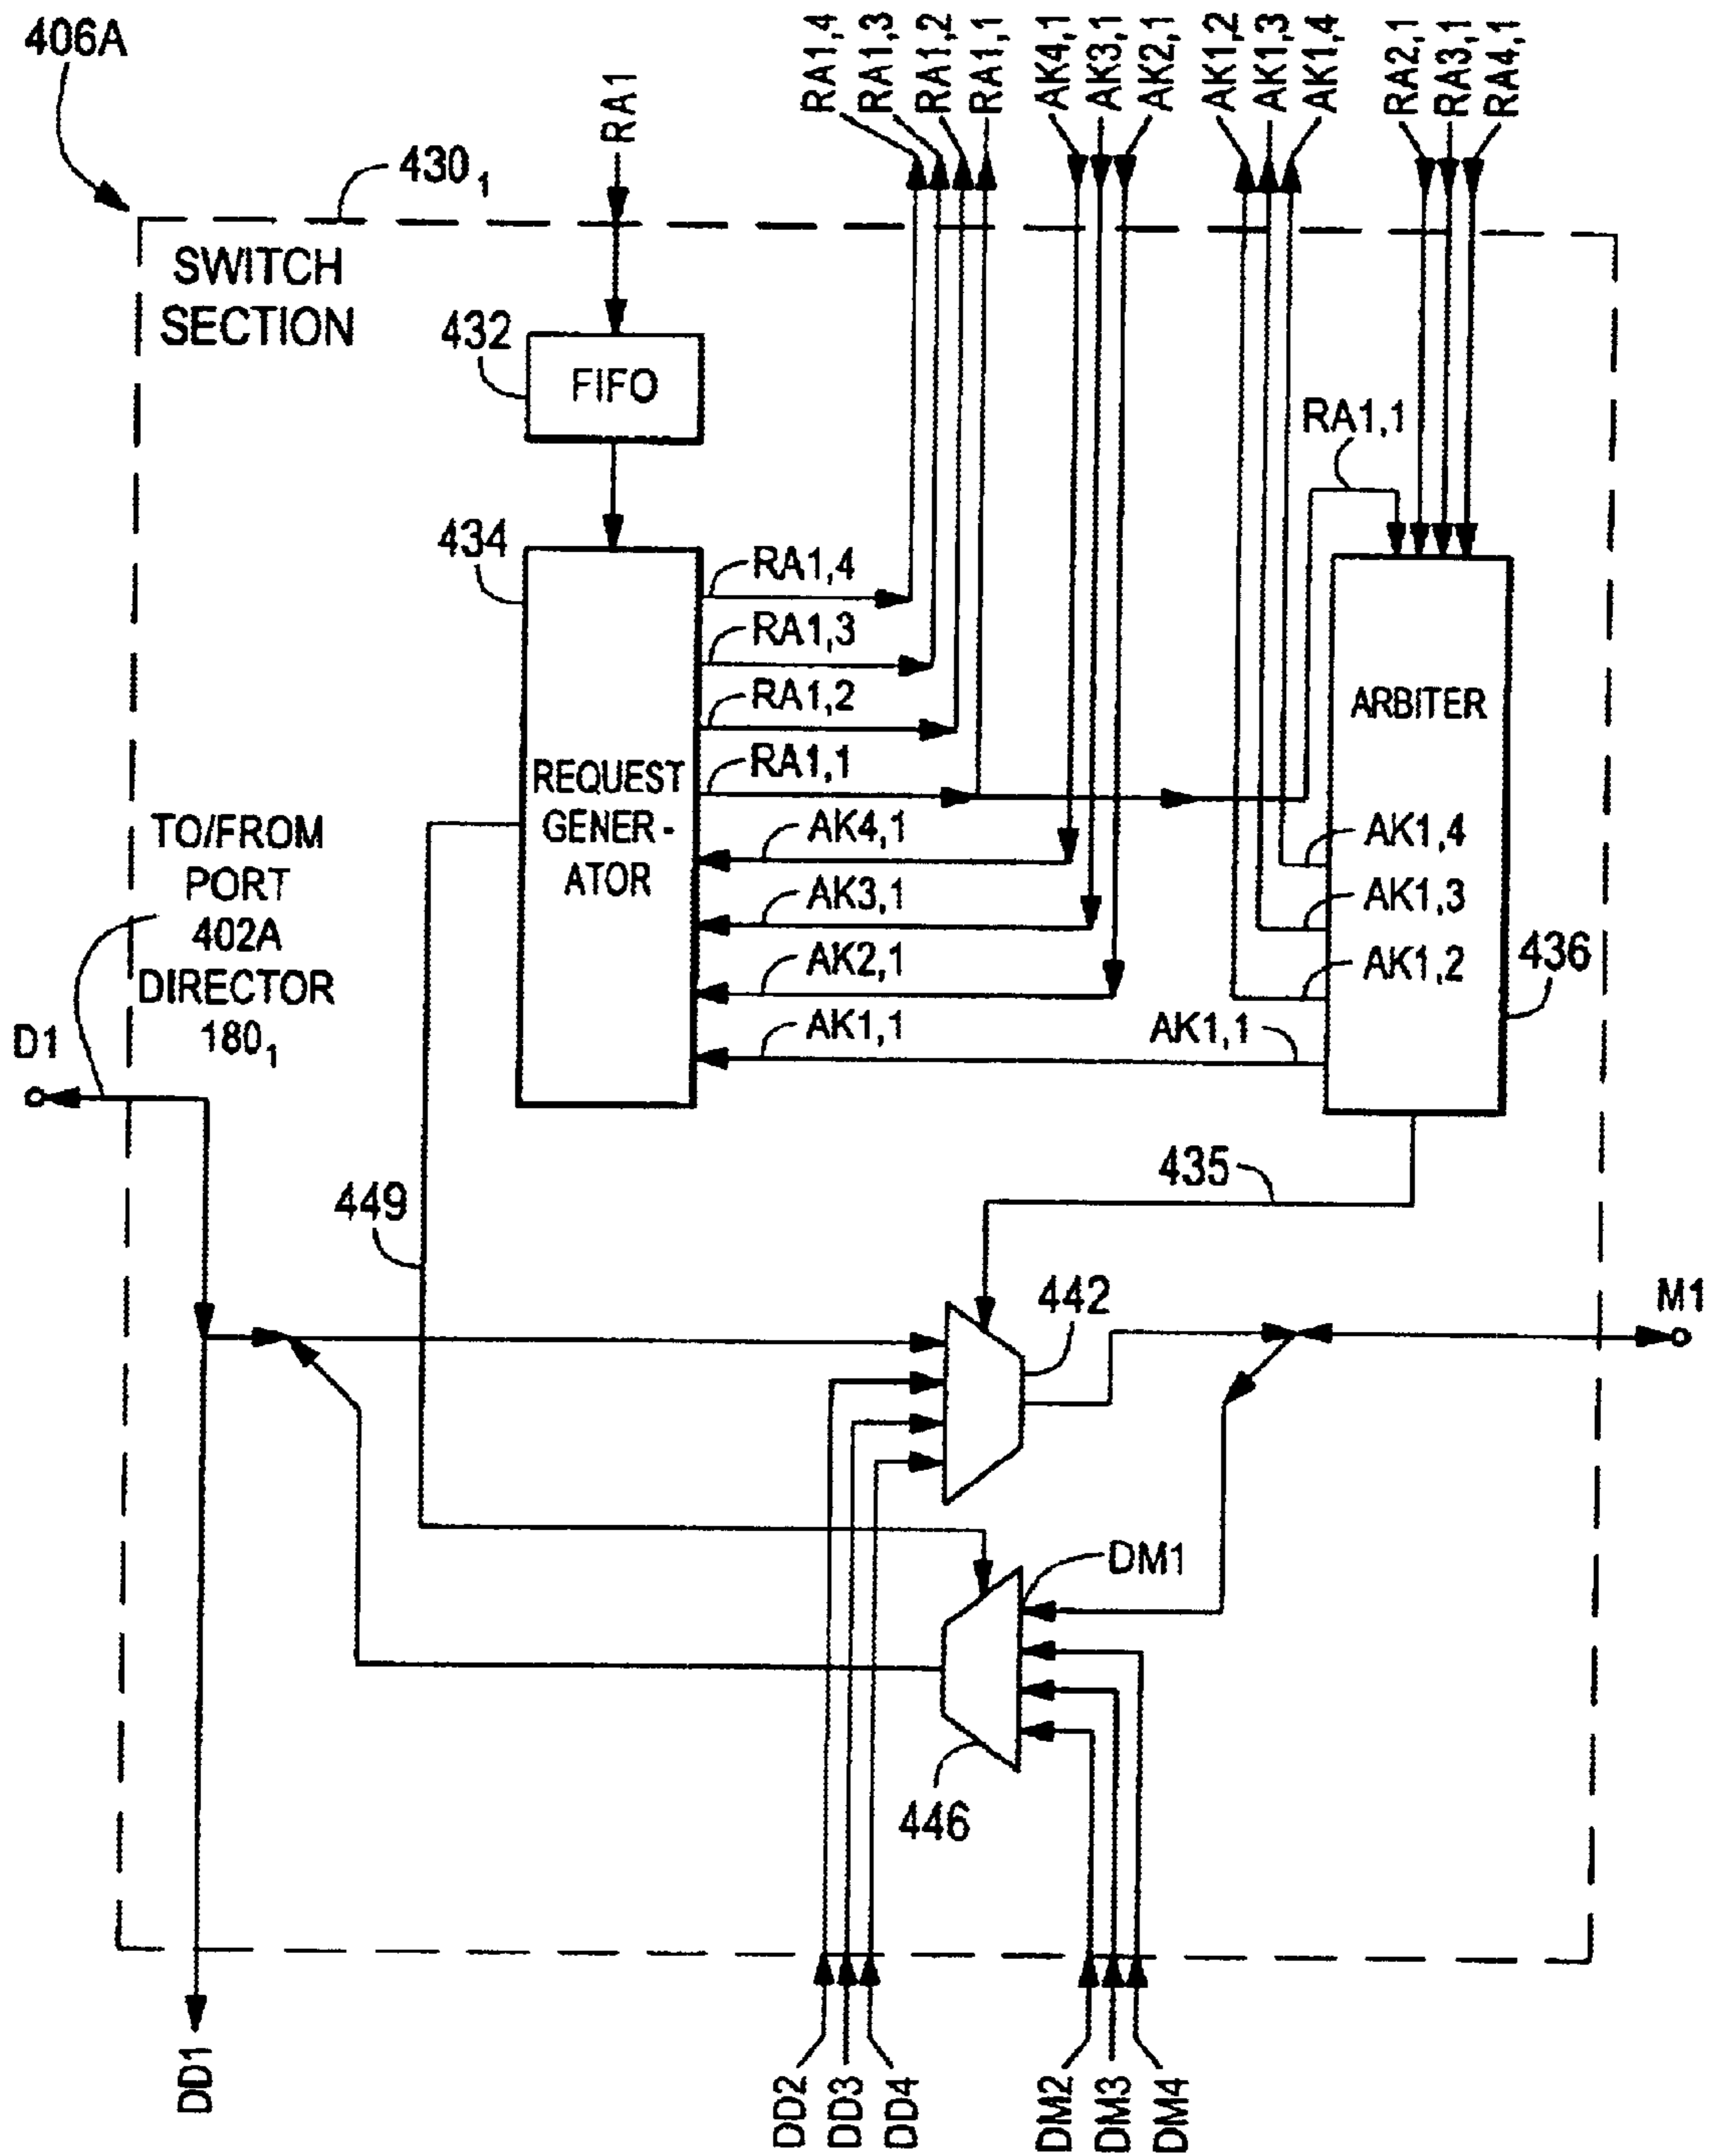 406A
RA1
RA1,4
RA1,3
RA1,2
RA1,1
AK4,1
AK3,1
AK2,1
AK1,2
AK1,3
AK1,4
RA2,1
RA3,1
RA4,1
430₁
SWITCH
SECTION
432
FIFO
RA1,1
434
RA1,4
RA1,3
RA1,2
RA1,1
REQUEST
GENER-
ATOR
AK4,1
AK3,1
AK2,1
AK1,1
ARBITER
AK1,4
AK1,3
AK1,2
AK1,1
436
TO/FROM
PORT
402A
DIRECTOR
180₁
D1
435
449
442
M1
DM1
446
DD1
DD2
DD3
DD4
DM2
DM3
DM4